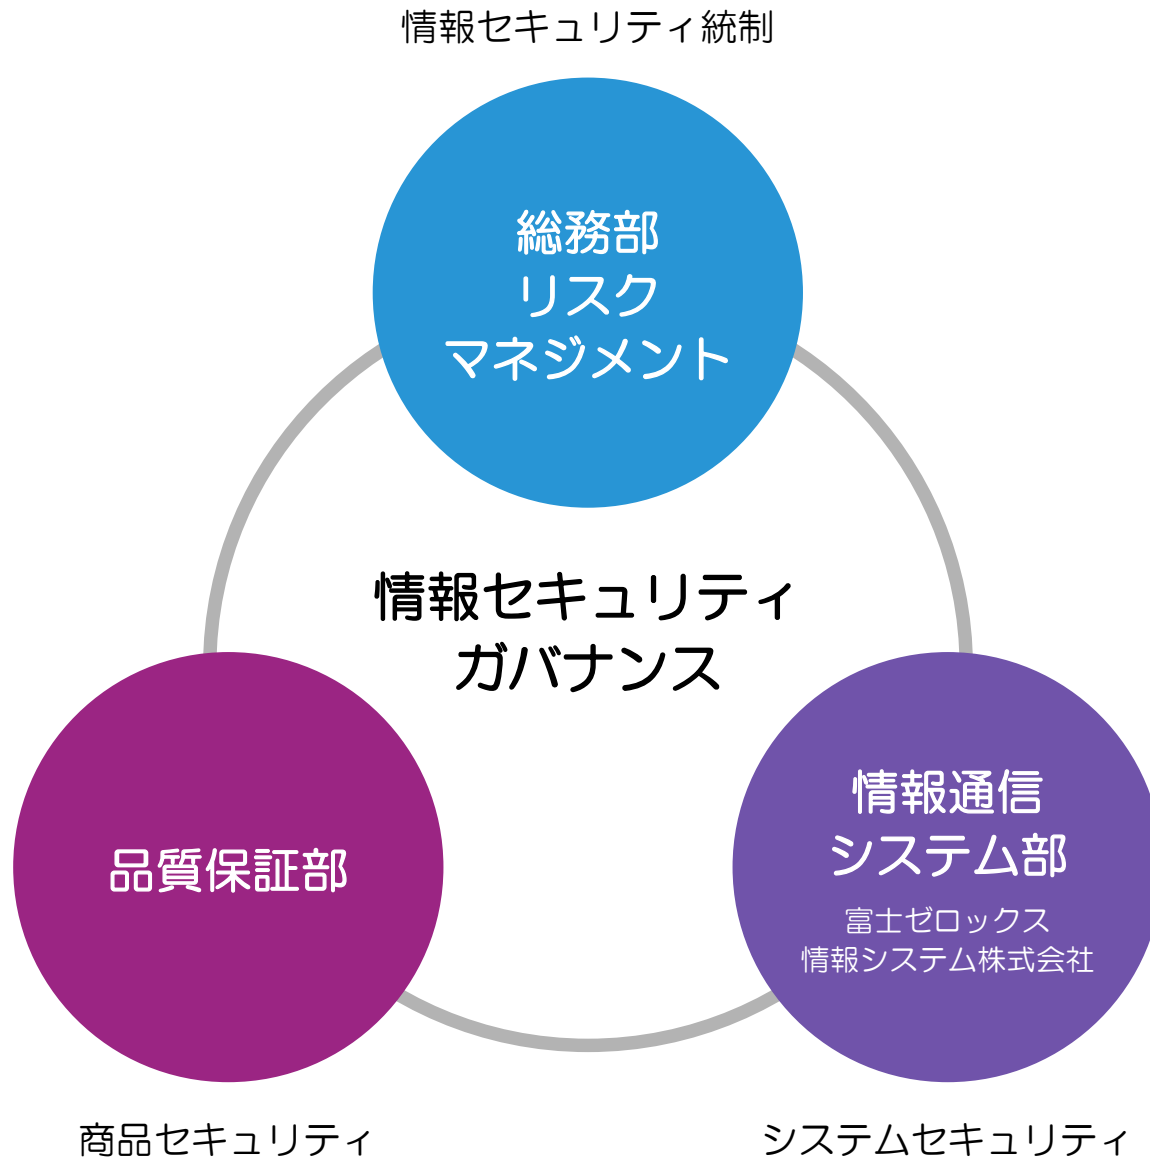 情報セキュリティ統制
総務部
リスク
マネジメント
情報セキュリティ
ガバナンス
品質保証部
情報通信
システム部
富士ゼロックス
情報システム株式会社
商品セキュリティ
システムセキュリティ